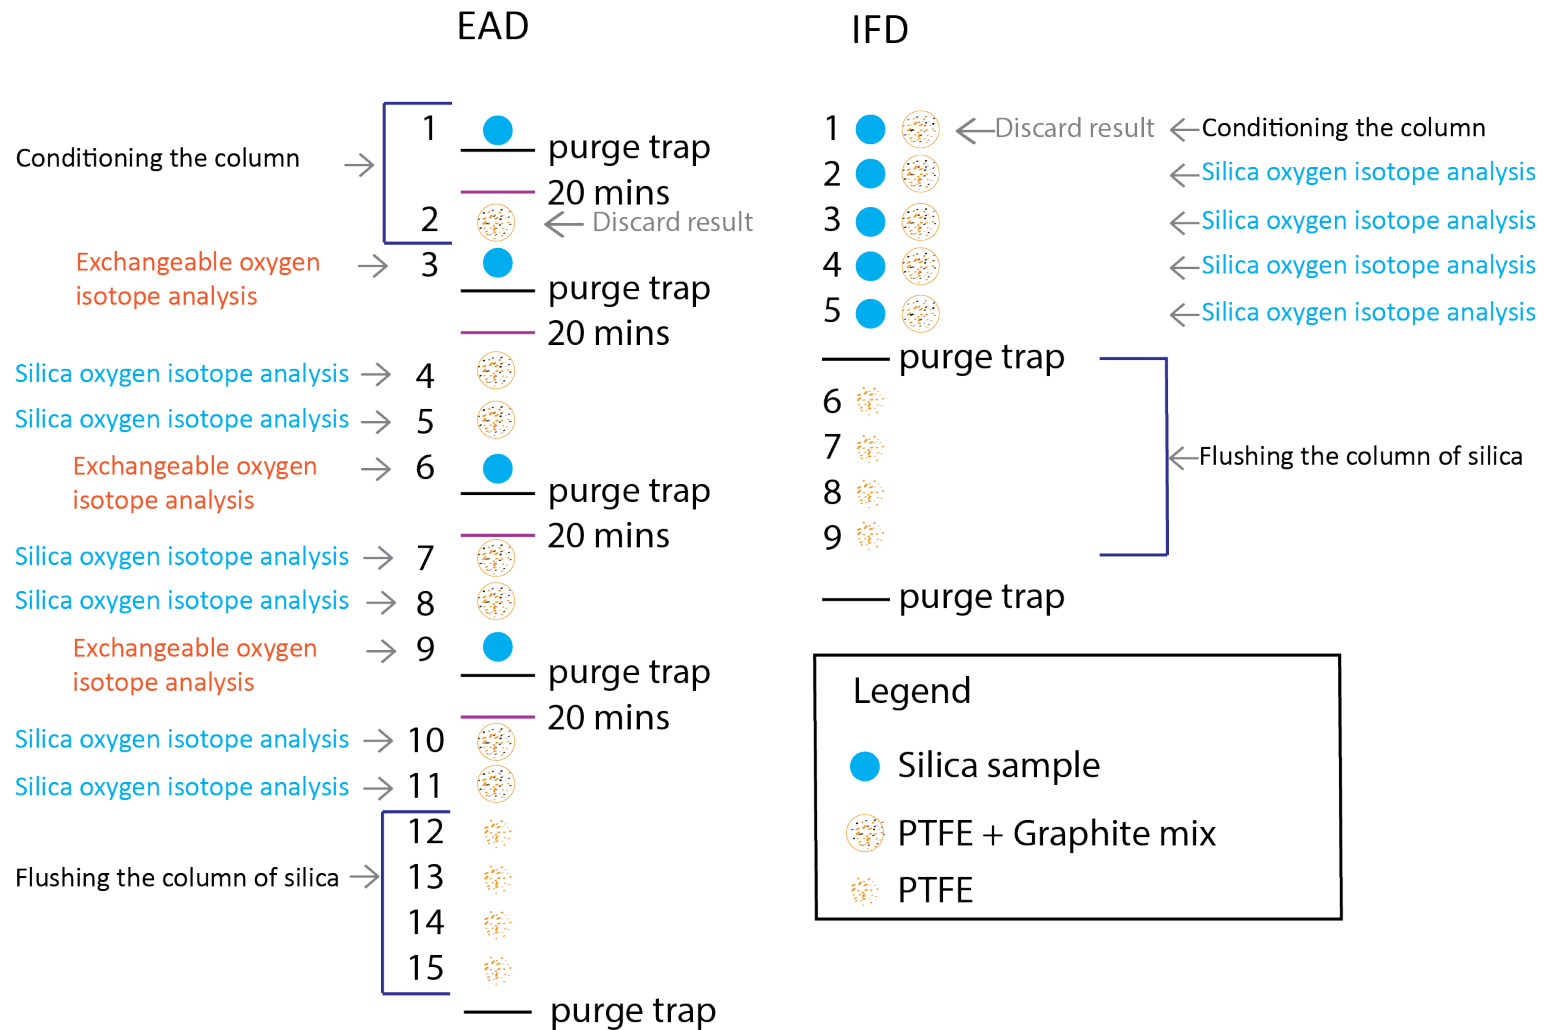 EAD
Conditioning the column
1
purge trap
20 mins
2
Discard result
Exchangeable oxygen
isotope analysis
3
purge trap
20 mins
Silica oxygen isotope analysis
4
Silica oxygen isotope analysis
5
Exchangeable oxygen
isotope analysis
6
purge trap
20 mins
Silica oxygen isotope analysis
7
Silica oxygen isotope analysis
8
Exchangeable oxygen
isotope analysis
9
purge trap
20 mins
Silica oxygen isotope analysis
10
Silica oxygen isotope analysis
11
Flushing the column of silica
12
13
14
15
purge trap
IFD
1
Discard result
Conditioning the column
2
Silica oxygen isotope analysis
3
Silica oxygen isotope analysis
4
Silica oxygen isotope analysis
5
Silica oxygen isotope analysis
purge trap
6
7
8
9
Flushing the column of silica
purge trap
Legend
Silica sample
PTFE + Graphite mix
PTFE